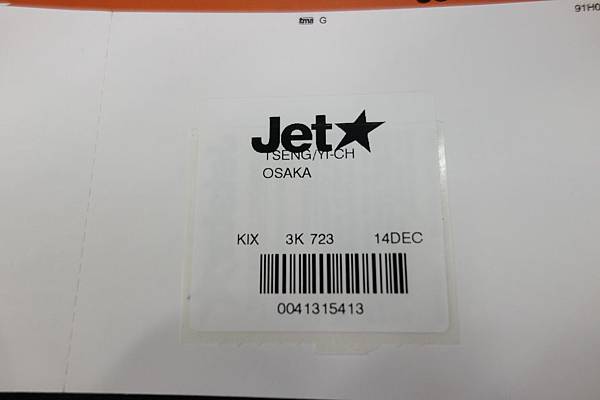 tma G
91H0
Jet★
TSENG/YI-CH
OSAKA
KIX 3K 723 14DEC
0041315413